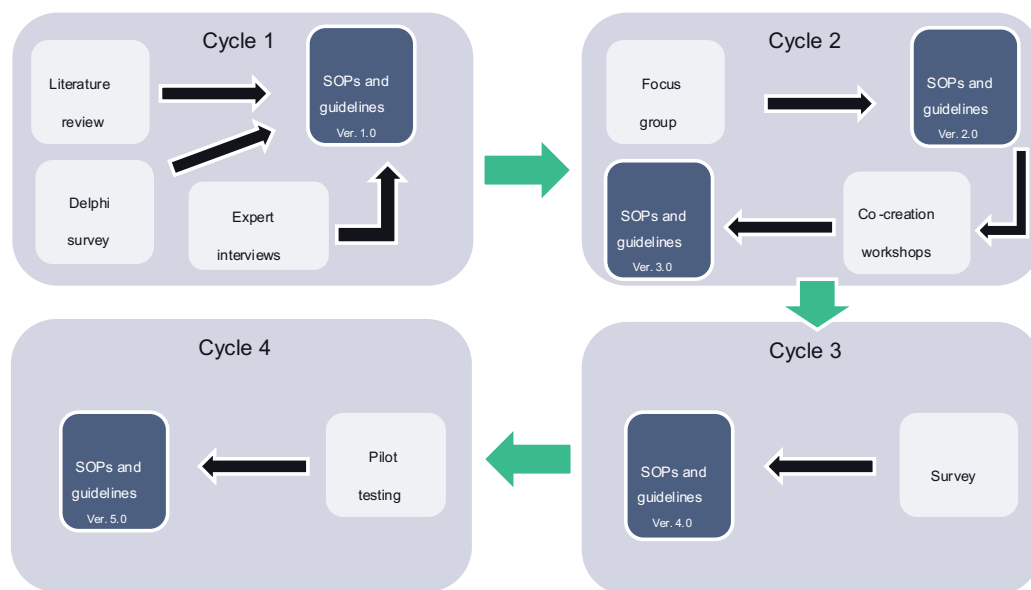 Cycle 1
Literature
review
SOPs and
guidelines
Ver. 1.0
Delphi
survey
Expert
interviews
Cycle 2
Focus
group
SOPs and
guidelines
Ver. 2.0
SOPs and
guidelines
Ver. 3.0
Co-creation
workshops
Cycle 4
SOPs and
guidelines
Ver. 5.0
Pilot
testing
Cycle 3
SOPs and
guidelines
Ver. 4.0
Survey